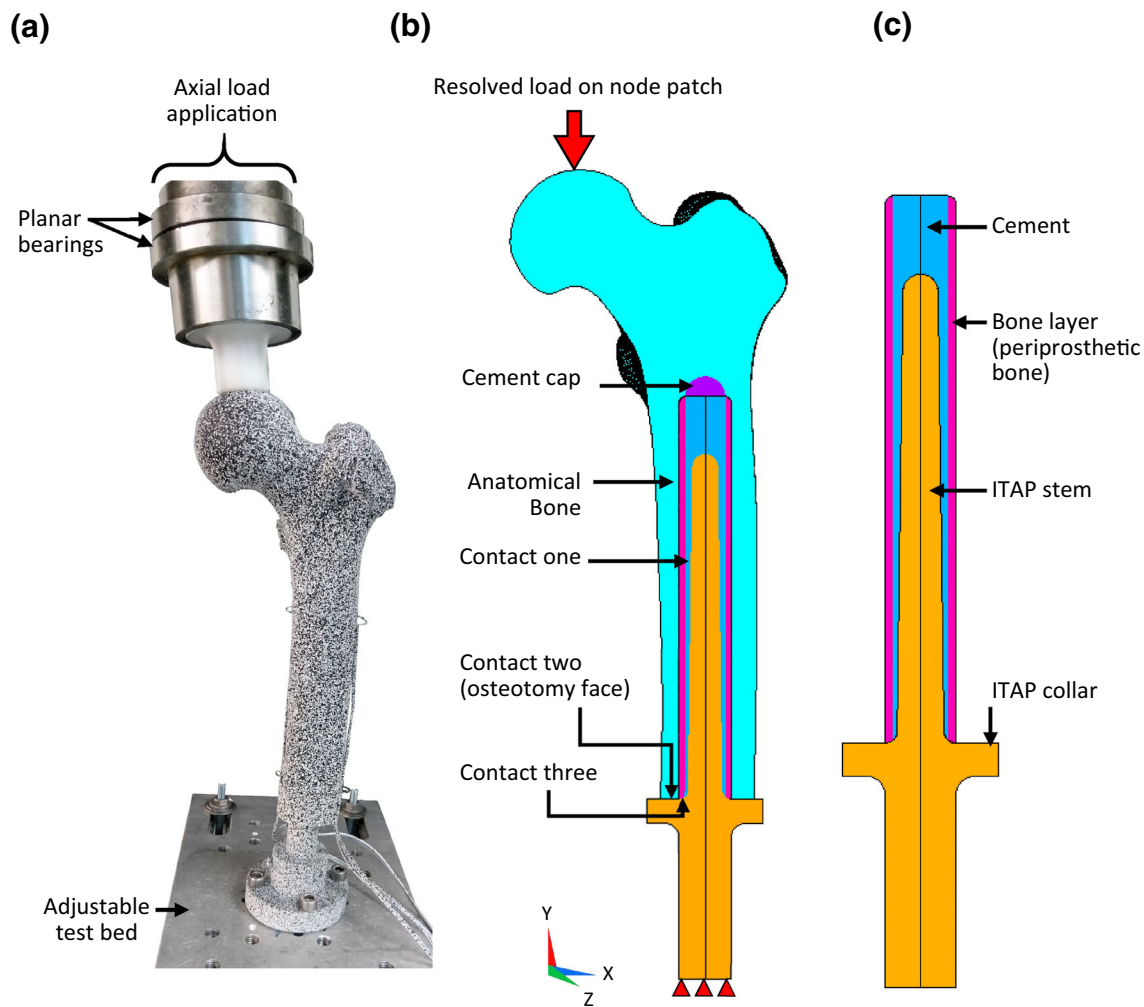 (a)
Axial load
application
Planar
bearings
Adjustable
test bed
(b)
Resolved load on node patch
Cement cap
Anatomical
Bone
Contact one
Contact two
(osteotomy face)
Contact three
Y
X
Z
(c)
Cement
Bone layer
(periprosthetic
bone)
ITAP stem
ITAP collar